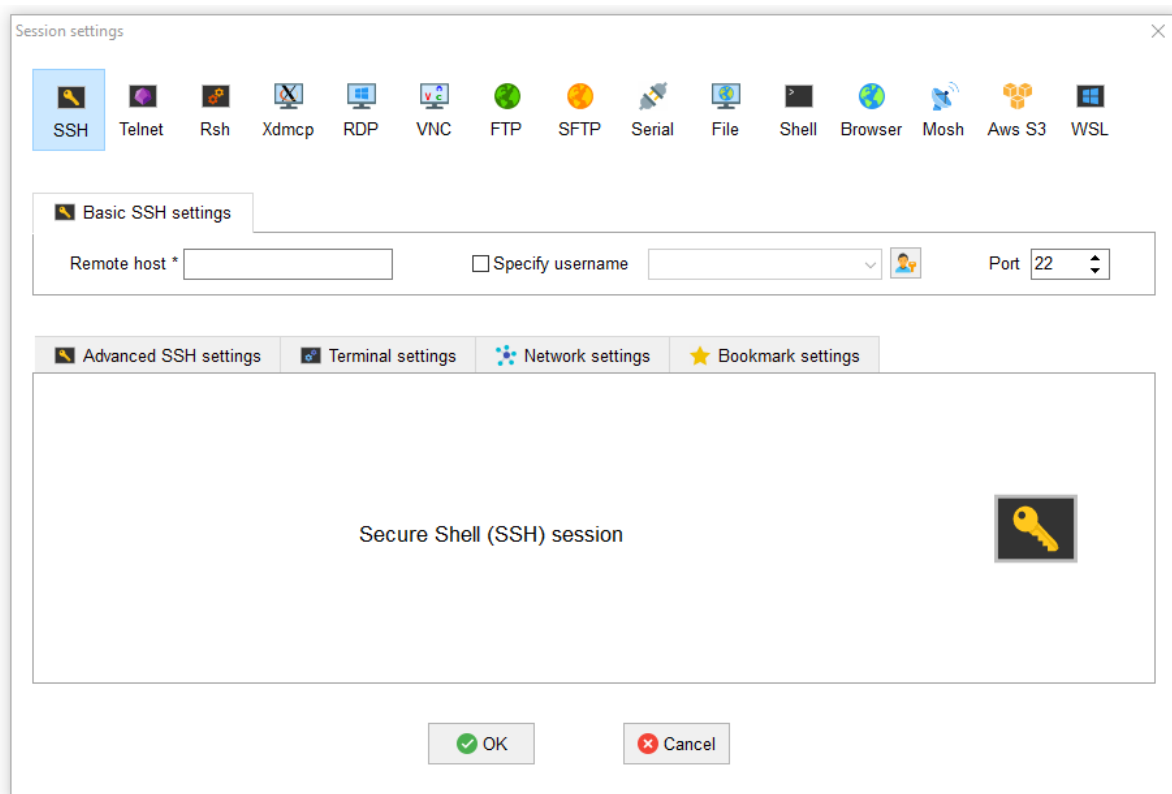 Session settings
SSH Telnet Rsh Xdmcp RDP VNC FTP SFTP Serial File Shell Browser Mosh Aws S3 WSL
Basic SSH settings
Remote host * Specify username Port 22
Advanced SSH settings Terminal settings Network settings Bookmark settings
Secure Shell (SSH) session
OK Cancel